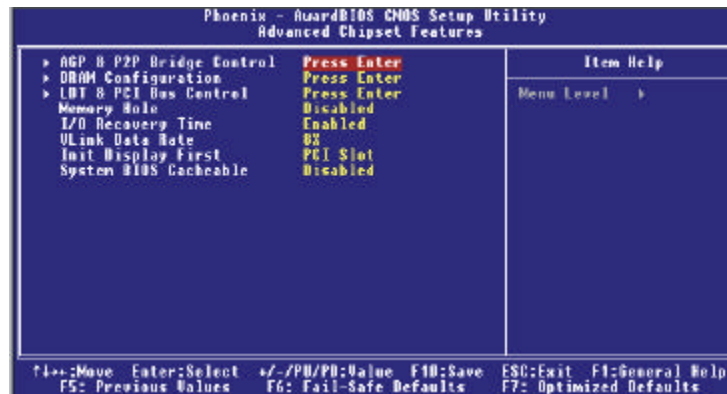 Phoenix - AwardBIOS CMOS Setup Utility
Advanced Chipset Features
▸ AGP & P2P Bridge Control Press Enter
▸ DRAM Configuration Press Enter
▸ LDT & PCI Bus Control Press Enter
Memory Hole Disabled
I/O Recovery Time Enabled
VLink Data Rate 8X
Init Display First PCI Slot
System BIOS Cacheable Disabled
Item Help
Menu Level ▸
↑↓→←:Move Enter:Select +/-/PU/PD:Value F10:Save ESC:Exit F1:General Help
F5: Previous Values F6: Fail-Safe Defaults F7: Optimized Defaults